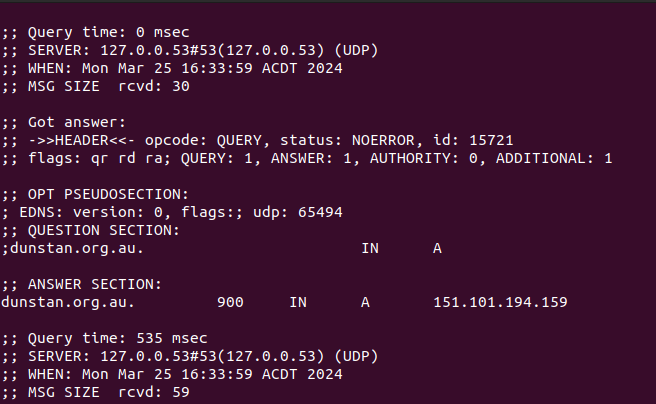 ;; Query time: 0 msec
;; SERVER: 127.0.0.53#53(127.0.0.53) (UDP)
;; WHEN: Mon Mar 25 16:33:59 ACDT 2024
;; MSG SIZE  rcvd: 30
;; Got answer:
;; ->>HEADER<<- opcode: QUERY, status: NOERROR, id: 15721
;; flags: qr rd ra; QUERY: 1, ANSWER: 1, AUTHORITY: 0, ADDITIONAL: 1
;; OPT PSEUDOSECTION:
; EDNS: version: 0, flags:; udp: 65494
;; QUESTION SECTION:
;dunstan.org.au. IN A
;; ANSWER SECTION:
dunstan.org.au. 900 IN A 151.101.194.159
;; Query time: 535 msec
;; SERVER: 127.0.0.53#53(127.0.0.53) (UDP)
;; WHEN: Mon Mar 25 16:33:59 ACDT 2024
;; MSG SIZE  rcvd: 59